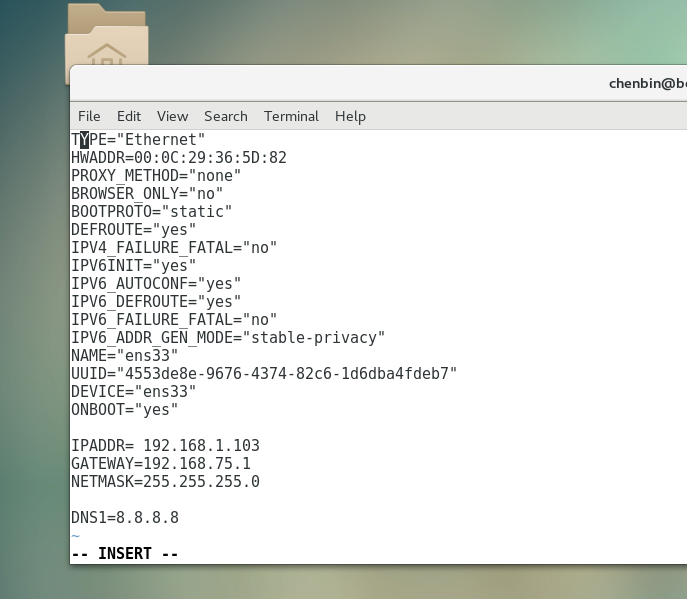 chenbin@b
File Edit View Search Terminal Help
TYPE="Ethernet"
HWADDR=00:0C:29:36:5D:82
PROXY_METHOD="none"
BROWSER_ONLY="no"
BOOTPROTO="static"
DEFROUTE="yes"
IPV4_FAILURE_FATAL="no"
IPV6INIT="yes"
IPV6_AUTOCONF="yes"
IPV6_DEFROUTE="yes"
IPV6_FAILURE_FATAL="no"
IPV6_ADDR_GEN_MODE="stable-privacy"
NAME="ens33"
UUID="4553de8e-9676-4374-82c6-1d6dba4fdeb7"
DEVICE="ens33"
ONBOOT="yes"
IPADDR= 192.168.1.103
GATEWAY=192.168.75.1
NETMASK=255.255.255.0
DNS1=8.8.8.8
~
-- INSERT --